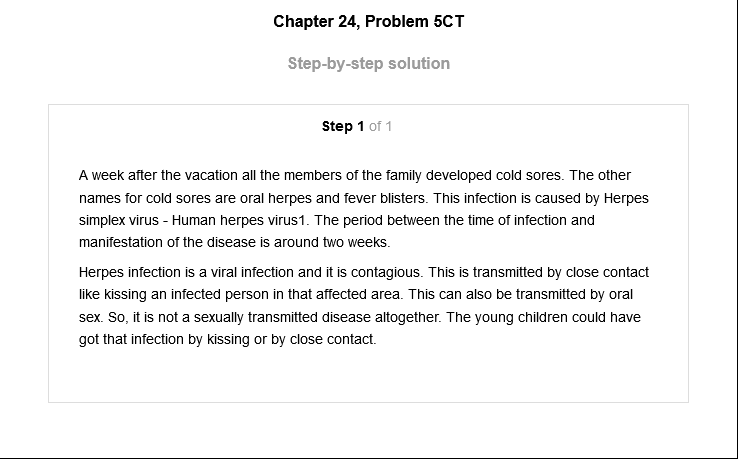 Chapter 24, Problem 5CT
Step-by-step solution
Step 1 of 1
A week after the vacation all the members of the family developed cold sores. The other
names for cold sores are oral herpes and fever blisters. This infection is caused by Herpes
simplex virus - Human herpes virus1. The period between the time of infection and
manifestation of the disease is around two weeks.
Herpes infection is a viral infection and it is contagious. This is transmitted by close contact
like kissing an infected person in that affected area. This can also be transmitted by oral
sex. So, it is not a sexually transmitted disease altogether. The young children could have
got that infection by kissing or by close contact.